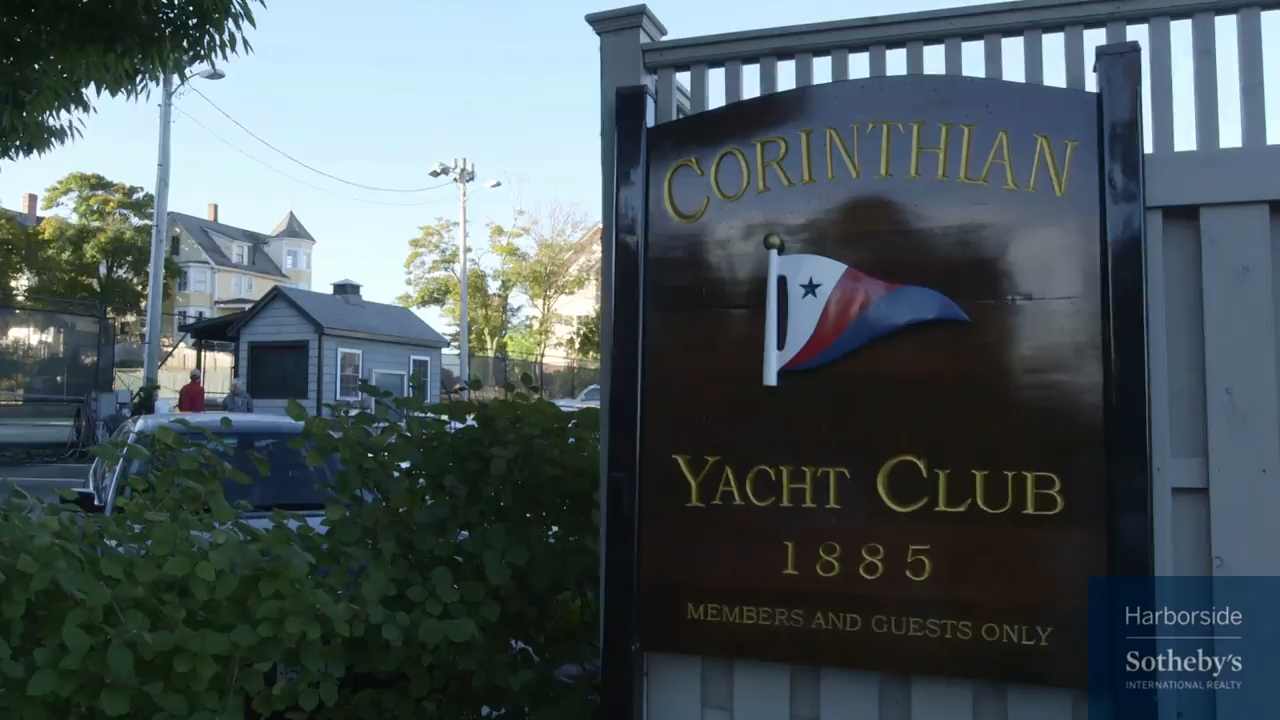 CORINTHIAN
YACHT CLUB
1885
MEMBERS AND GUESTS ONLY
Harborside
Sotheby's
INTERNATIONAL REALTY